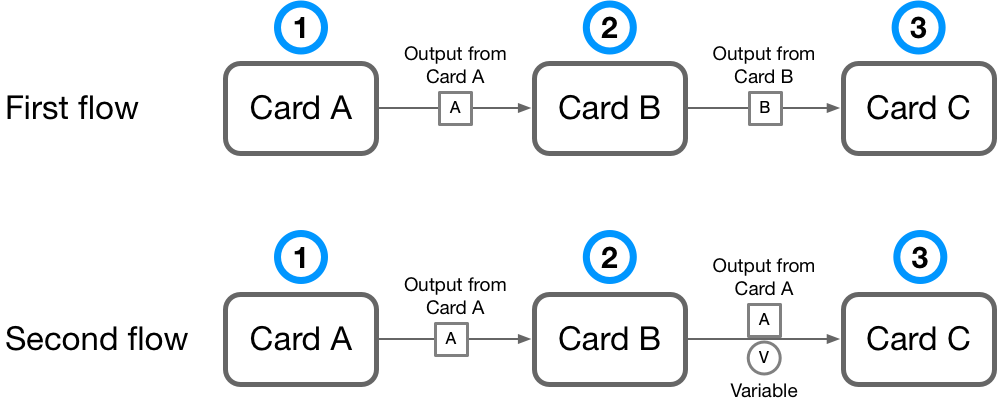 1
2
3
Output from
Card A
Output from
Card B
First flow
Card A
A
Card B
B
Card C
1
2
3
Output from
Card A
Output from
Card A
Second flow
Card A
A
Card B
A
V
Card C
Variable